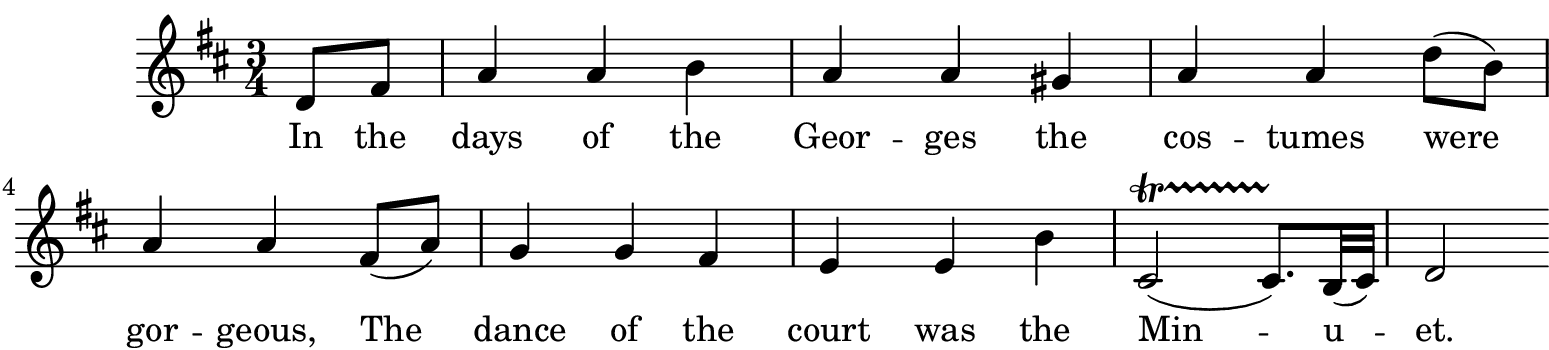 3
4
In the days of the Geor - ges the cos - tumes were
4
tr
gor - geous, The dance of the court was the Min - u - et.